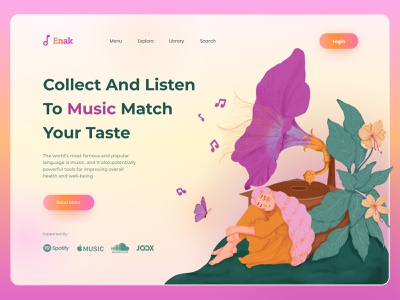 Enak
Menu Explore Library Search
Login
Collect And Listen
To Music Match
Your Taste
The world's most famous and popular
language is music, and it also potentially
powerful tools for improving overall
health and well-being
Read More
Supported By:
Spotify MUSIC SOUNDCLOUD JOOX